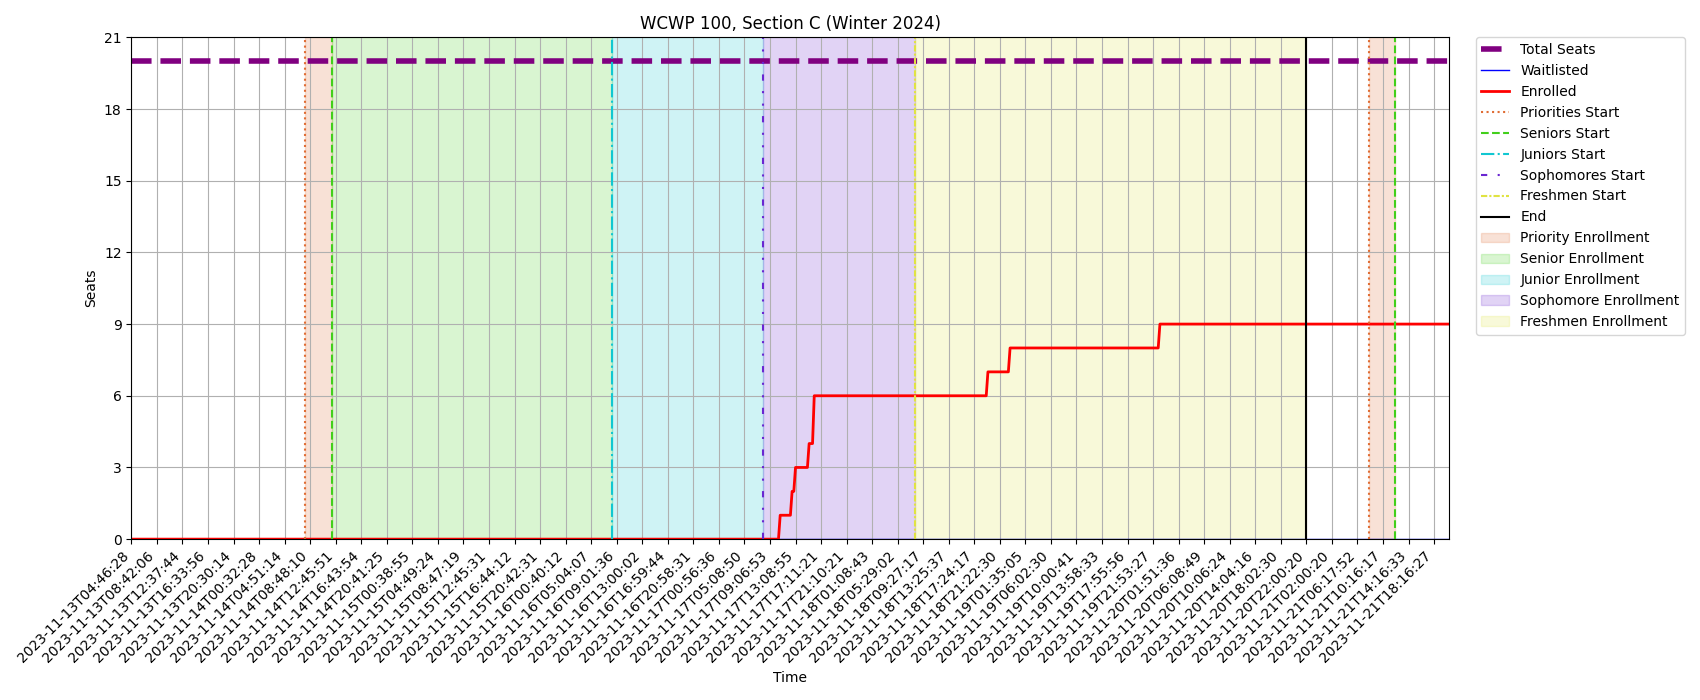 WCWP 100, Section C (Winter 2024)
21
18
15
12
9
6
3
0
Seats
2023-11-13T04:46:28
2023-11-13T08:42:06
2023-11-13T12:37:44
2023-11-13T16:33:56
2023-11-13T20:30:14
2023-11-14T00:32:28
2023-11-14T04:51:14
2023-11-14T08:48:10
2023-11-14T12:45:51
2023-11-14T16:43:54
2023-11-14T20:41:25
2023-11-15T00:38:55
2023-11-15T04:49:24
2023-11-15T08:47:19
2023-11-15T12:45:31
2023-11-15T16:44:12
2023-11-15T20:42:31
2023-11-16T00:40:12
2023-11-16T05:04:07
2023-11-16T09:01:36
2023-11-16T13:00:02
2023-11-16T16:59:44
2023-11-16T20:58:31
2023-11-17T00:56:36
2023-11-17T05:08:50
2023-11-17T09:06:53
2023-11-17T13:08:55
2023-11-17T17:11:21
2023-11-17T21:10:21
2023-11-18T01:08:43
2023-11-18T05:29:02
2023-11-18T09:27:17
2023-11-18T13:25:37
2023-11-18T17:24:17
2023-11-18T21:22:30
2023-11-19T01:35:05
2023-11-19T06:02:30
2023-11-19T10:00:41
2023-11-19T13:58:33
2023-11-19T17:55:56
2023-11-19T21:53:27
2023-11-20T01:51:36
2023-11-20T06:08:49
2023-11-20T10:06:24
2023-11-20T14:04:16
2023-11-20T18:02:30
2023-11-20T22:00:20
2023-11-21T02:00:20
2023-11-21T06:17:52
2023-11-21T10:16:17
2023-11-21T14:16:33
2023-11-21T18:16:27
Time
Total Seats
Waitlisted
Enrolled
Priorities Start
Seniors Start
Juniors Start
Sophomores Start
Freshmen Start
End
Priority Enrollment
Senior Enrollment
Junior Enrollment
Sophomore Enrollment
Freshmen Enrollment